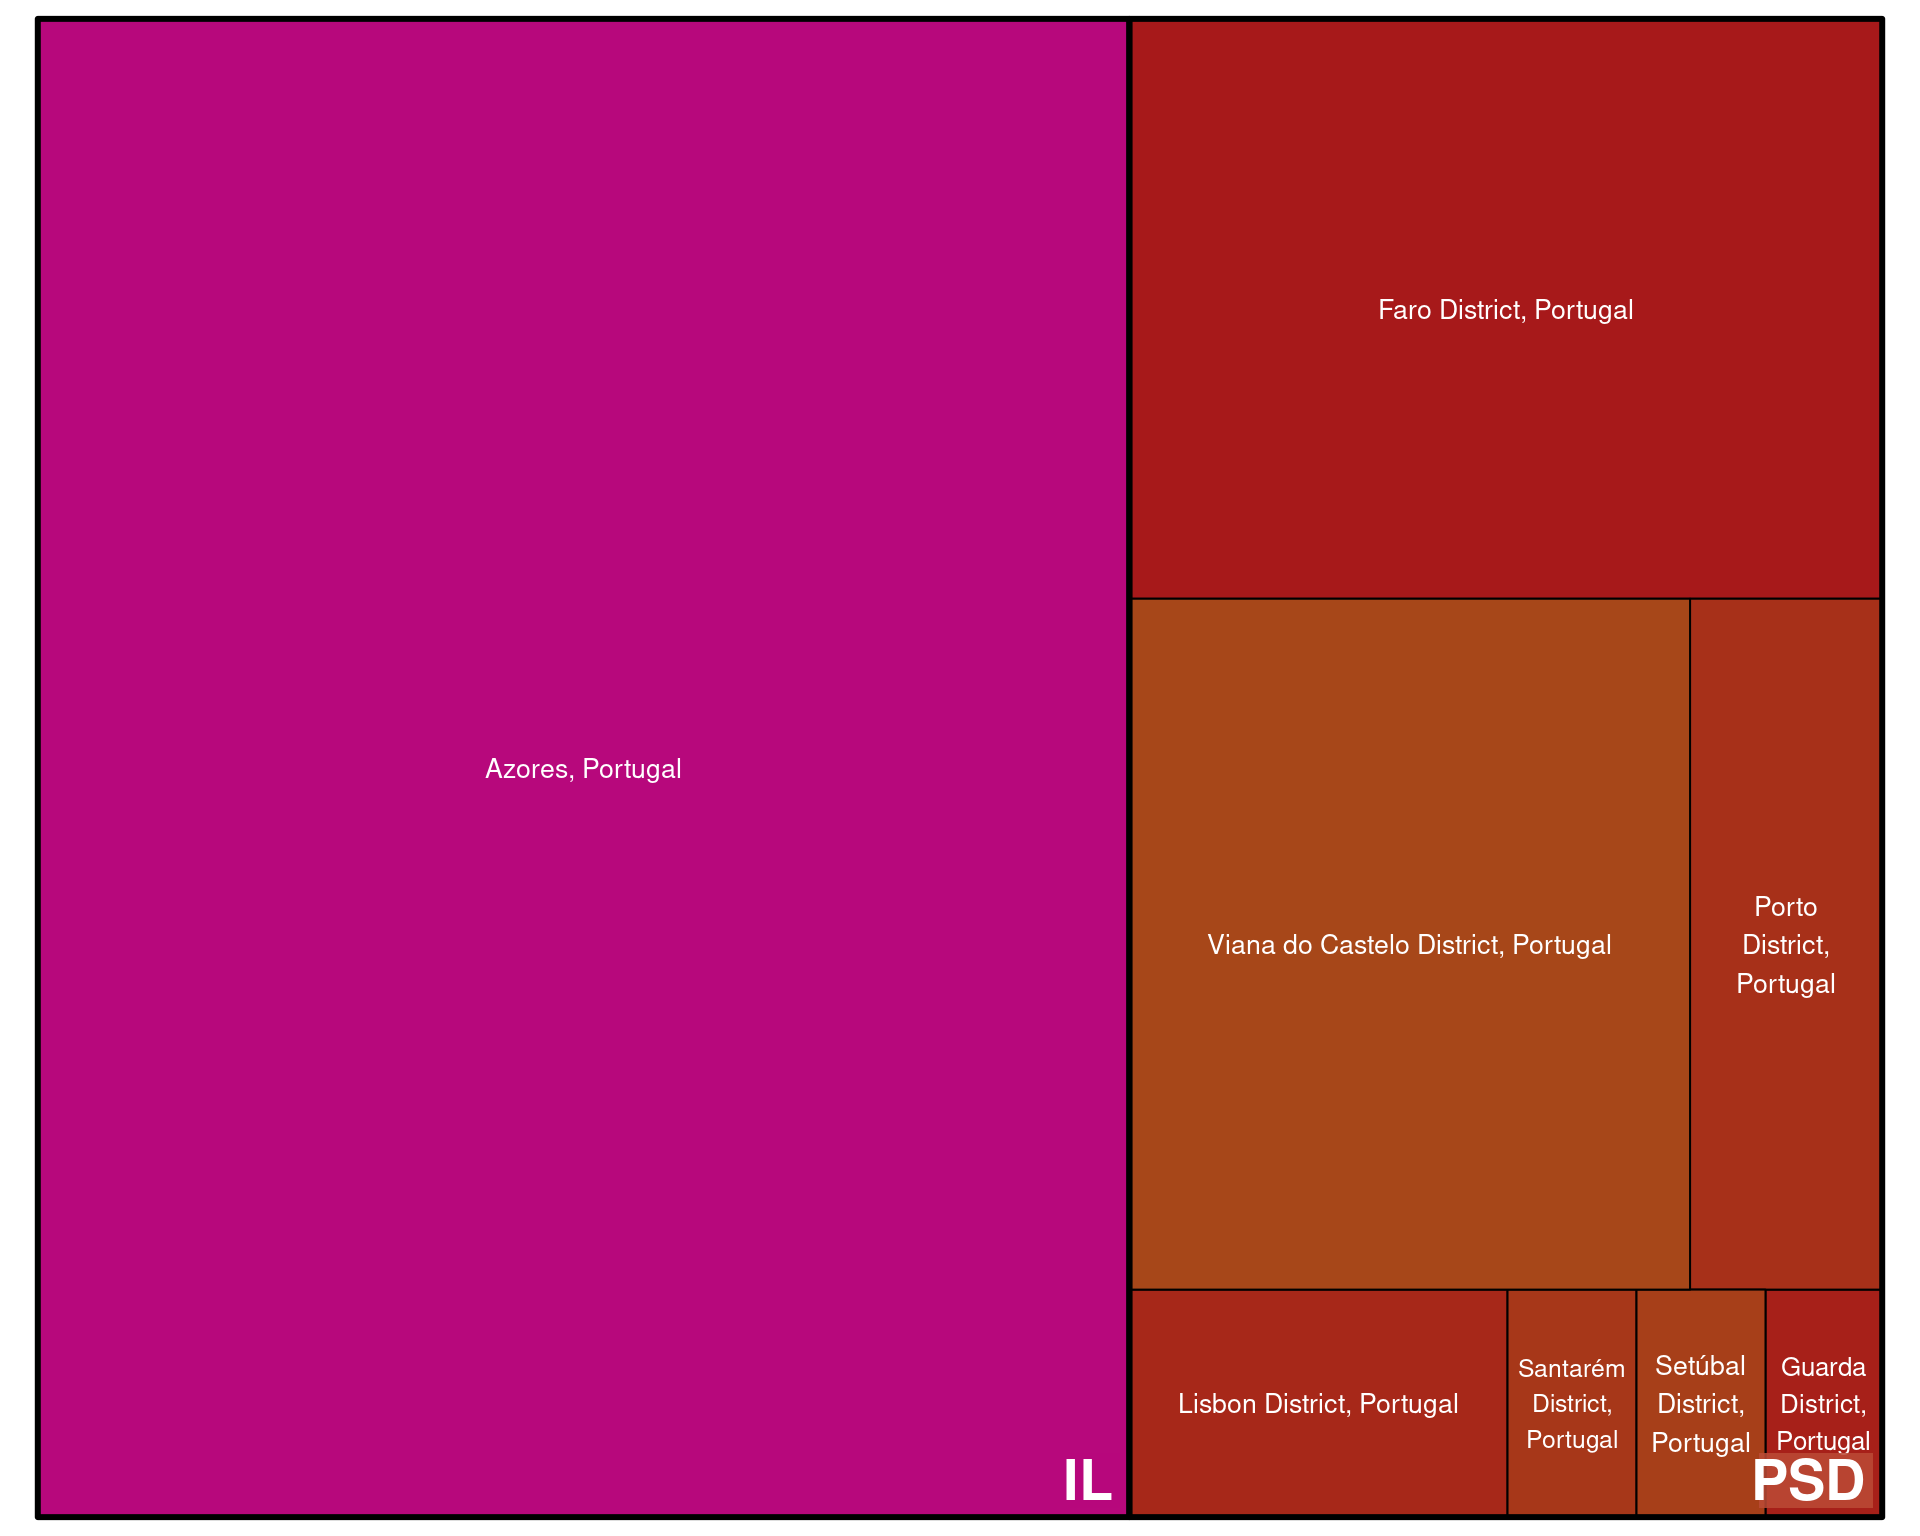 Azores, Portugal
IL
Faro District, Portugal
Viana do Castelo District, Portugal
Porto
District,
Portugal
Lisbon District, Portugal
Santarém
District,
Portugal
Setúbal
District,
Portugal
Guarda
District,
Portugal
PSD